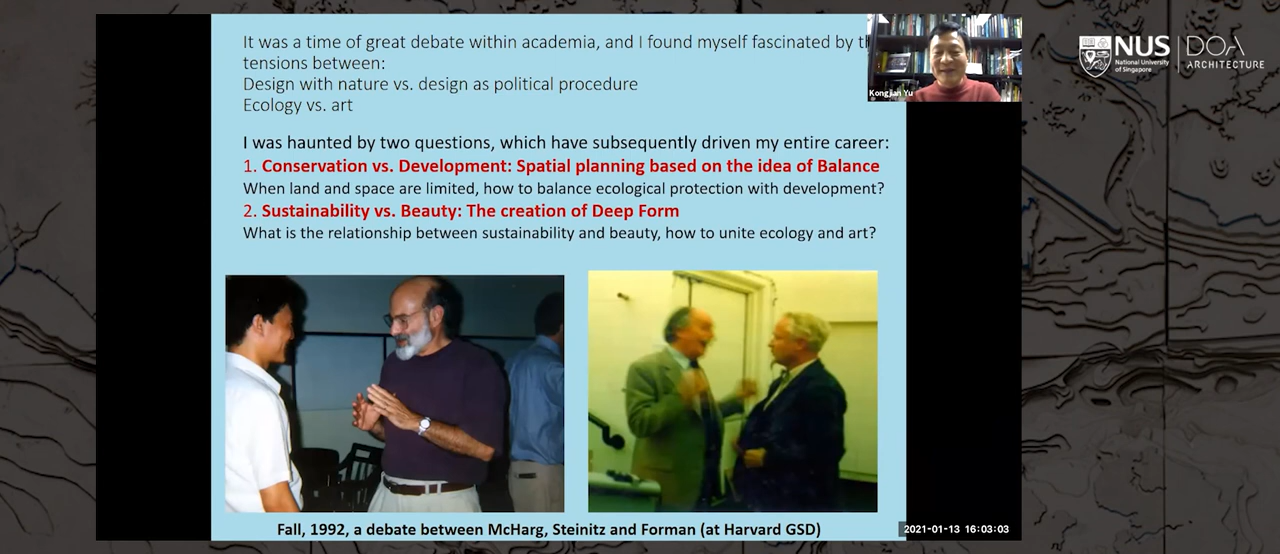 It was a time of great debate within academia, and I found myself fascinated by
tensions between:
Design with nature vs. design as political procedure
Ecology vs. art
I was haunted by two questions, which have subsequently driven my entire career:
1. Conservation vs. Development: Spatial planning based on the idea of Balance
When land and space are limited, how to balance ecological protection with development?
2. Sustainability vs. Beauty: The creation of Deep Form
What is the relationship between sustainability and beauty, how to unite ecology and art?
Fall, 1992, a debate between McHarg, Steinitz and Forman (at Harvard GSD)
Kongjian Yu
NUS
National University
of Singapore
DOA
ARCHITECTURE
2021-01-13 16:03:03